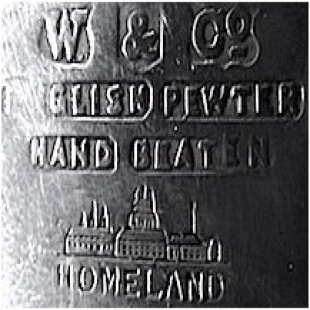 W. & Co
ENGLISH PEWTER
HAND BEATEN
HOMELAND